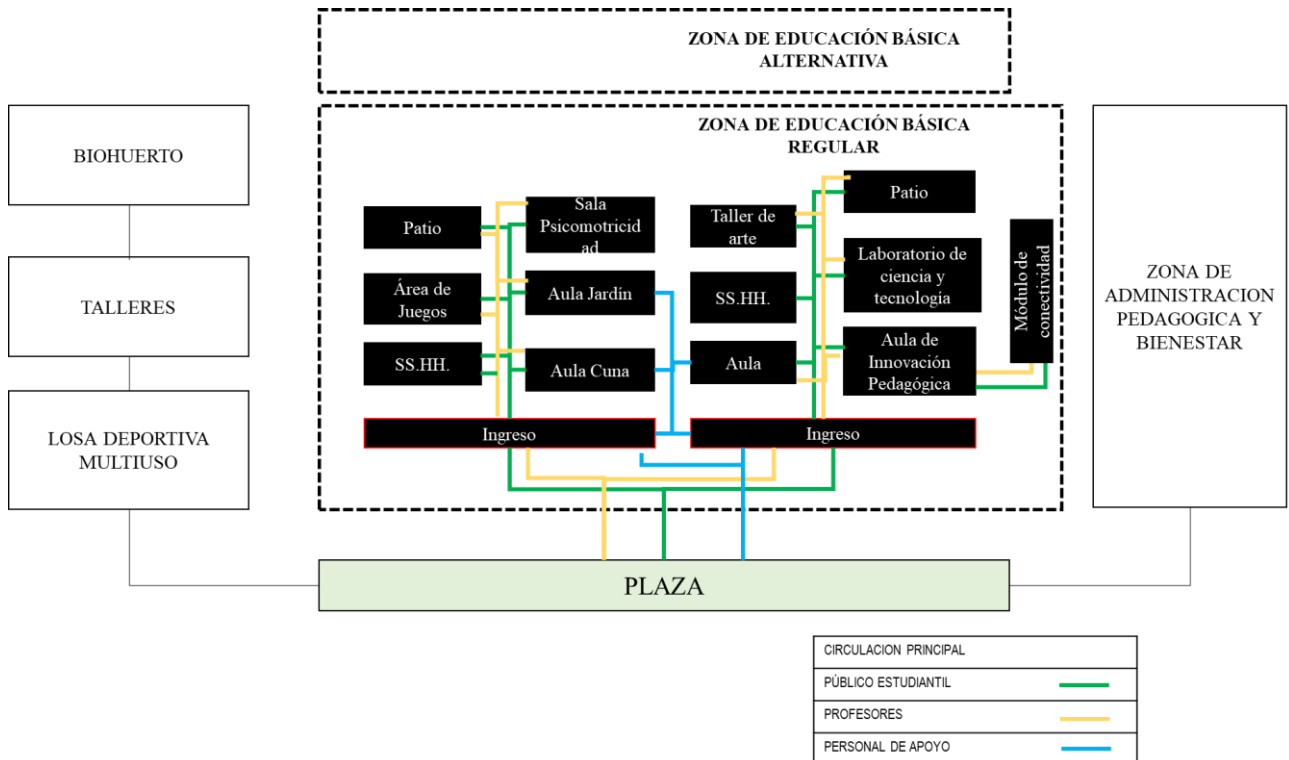 ZONA DE EDUCACIÓN BÁSICA
ALTERNATIVA
BIOHUERTO
TALLERES
LOSA DEPORTIVA
MULTIUSO
ZONA DE EDUCACIÓN BÁSICA
REGULAR
Patio
Sala
Psicomotricid
ad
Área de
Juegos
Aula Jardín
SS.HH.
Aula Cuna
Ingreso
Taller de
arte
Patio
SS.HH.
Laboratorio de
ciencia y
tecnología
Aula
Aula de
Innovación
Pedagógica
Módulo de
conectividad
Ingreso
ZONA DE
ADMINISTRACION
PEDAGOGICA Y
BIENESTAR
PLAZA
CIRCULACION PRINCIPAL
PÚBLICO ESTUDIANTIL
PROFESORES
PERSONAL DE APOYO